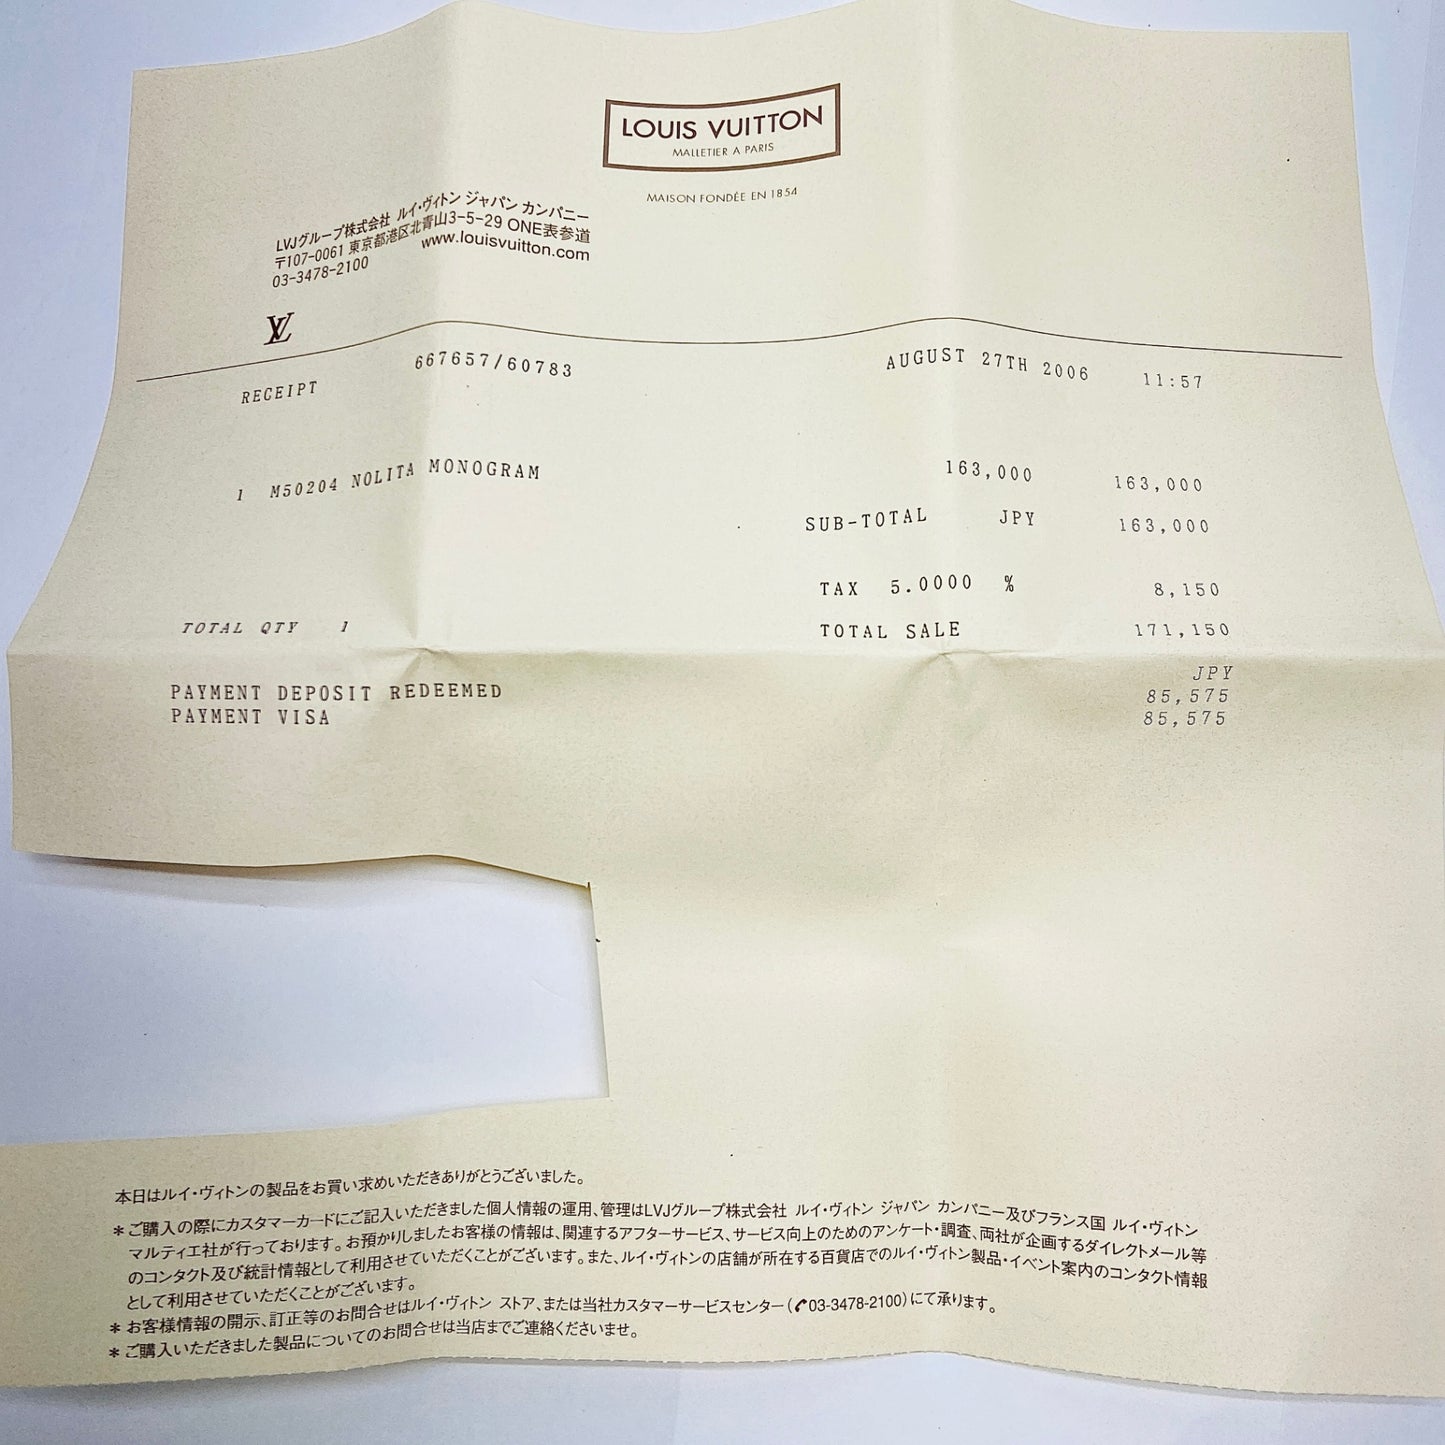 LOUIS VUITTON
MALLETIER A PARIS
MAISON FONDÉE EN 1854
LVJグループ株式会社 ルイ・ヴィトン ジャパン カンパニー
〒107-0061 東京都港区北青山3-5-29 ONE表参道
03-3478-2100 www.louisvuitton.com
LV
RECEIPT 667657/60783 AUGUST 27TH 2006 11:57
1 M50204 NOLITA MONOGRAM 163,000 163,000
SUB-TOTAL JPY 163,000
TAX 5.0000 % 8,150
TOTAL QTY 1 TOTAL SALE 171,150
JPY
PAYMENT DEPOSIT REDEEMED 85,575
PAYMENT VISA 85,575
本日はルイ・ヴィトンの製品をお買い求めいただきありがとうございました。
＊ご購入の際にカスタマーカードにご記入いただきました個人情報の運用、管理はLVJグループ株式会社 ルイ・ヴィトン ジャパン カンパニー及びフランス国 ルイ・ヴィトン
マルティエ社が行っております。お預かりしましたお客様の情報は、関連するアフターサービス、サービス向上のためのアンケート・調査、両社が企画するダイレクトメール等
のコンタクト及び統計情報として利用させていただくことがございます。また、ルイ・ヴィトンの店舗が所在する百貨店でのルイ・ヴィトン製品・イベント案内のコンタクト情報
として利用させていただくことがございます。
＊お客様情報の開示、訂正等のお問合せはルイ・ヴィトン ストア、または当社カスタマーサービスセンター（✆03-3478-2100）にて承ります。
＊ご購入いただきました製品についてのお問合せは当店までご連絡くださいませ。